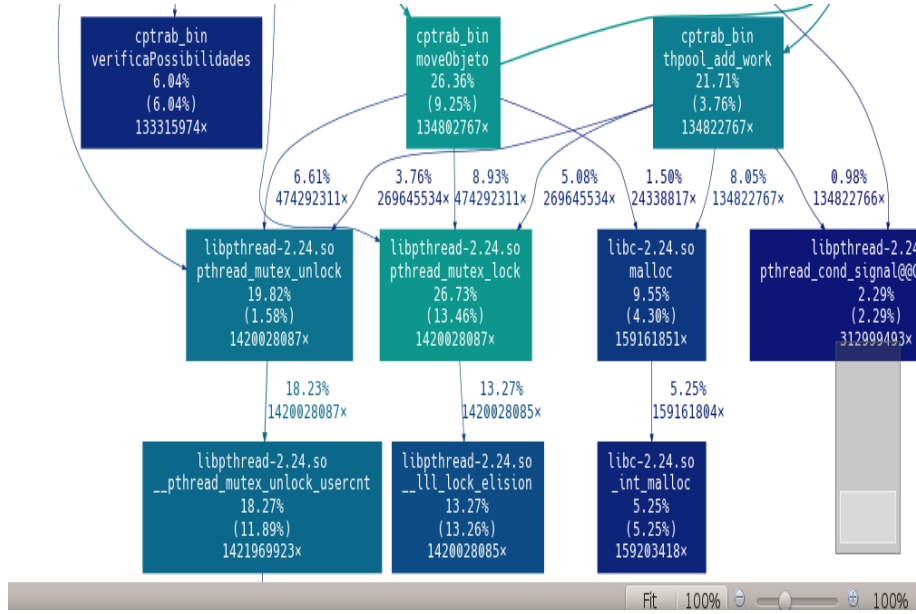 cptrab_bin
verificaPossibilidades
6.04%
(6.04%)
133315974×
cptrab_bin
moveObjeto
26.36%
(9.25%)
134802767×
cptrab_bin
thpool_add_work
21.71%
(3.76%)
134822767×
6.61%
474292311×
3.76%
269645534×
8.93%
474292311×
5.08%
269645534×
1.50%
24338817×
8.05%
134822767×
0.98%
134822766×
libpthread-2.24.so
pthread_mutex_unlock
19.82%
(1.58%)
1420028087×
libpthread-2.24.so
pthread_mutex_lock
26.73%
(13.46%)
1420028087×
libc-2.24.so
malloc
9.55%
(4.30%)
159161851×
libpthread-2.24
pthread_cond_signal@@G
2.29%
(2.29%)
312999493×
18.23%
1420028087×
13.27%
1420028085×
5.25%
159161804×
libpthread-2.24.so
__pthread_mutex_unlock_usercnt
18.27%
(11.89%)
1421969923×
libpthread-2.24.so
__lll_lock_elision
13.27%
(13.26%)
1420028085×
libc-2.24.so
_int_malloc
5.25%
(5.25%)
159203418×
Fit 100% 100%